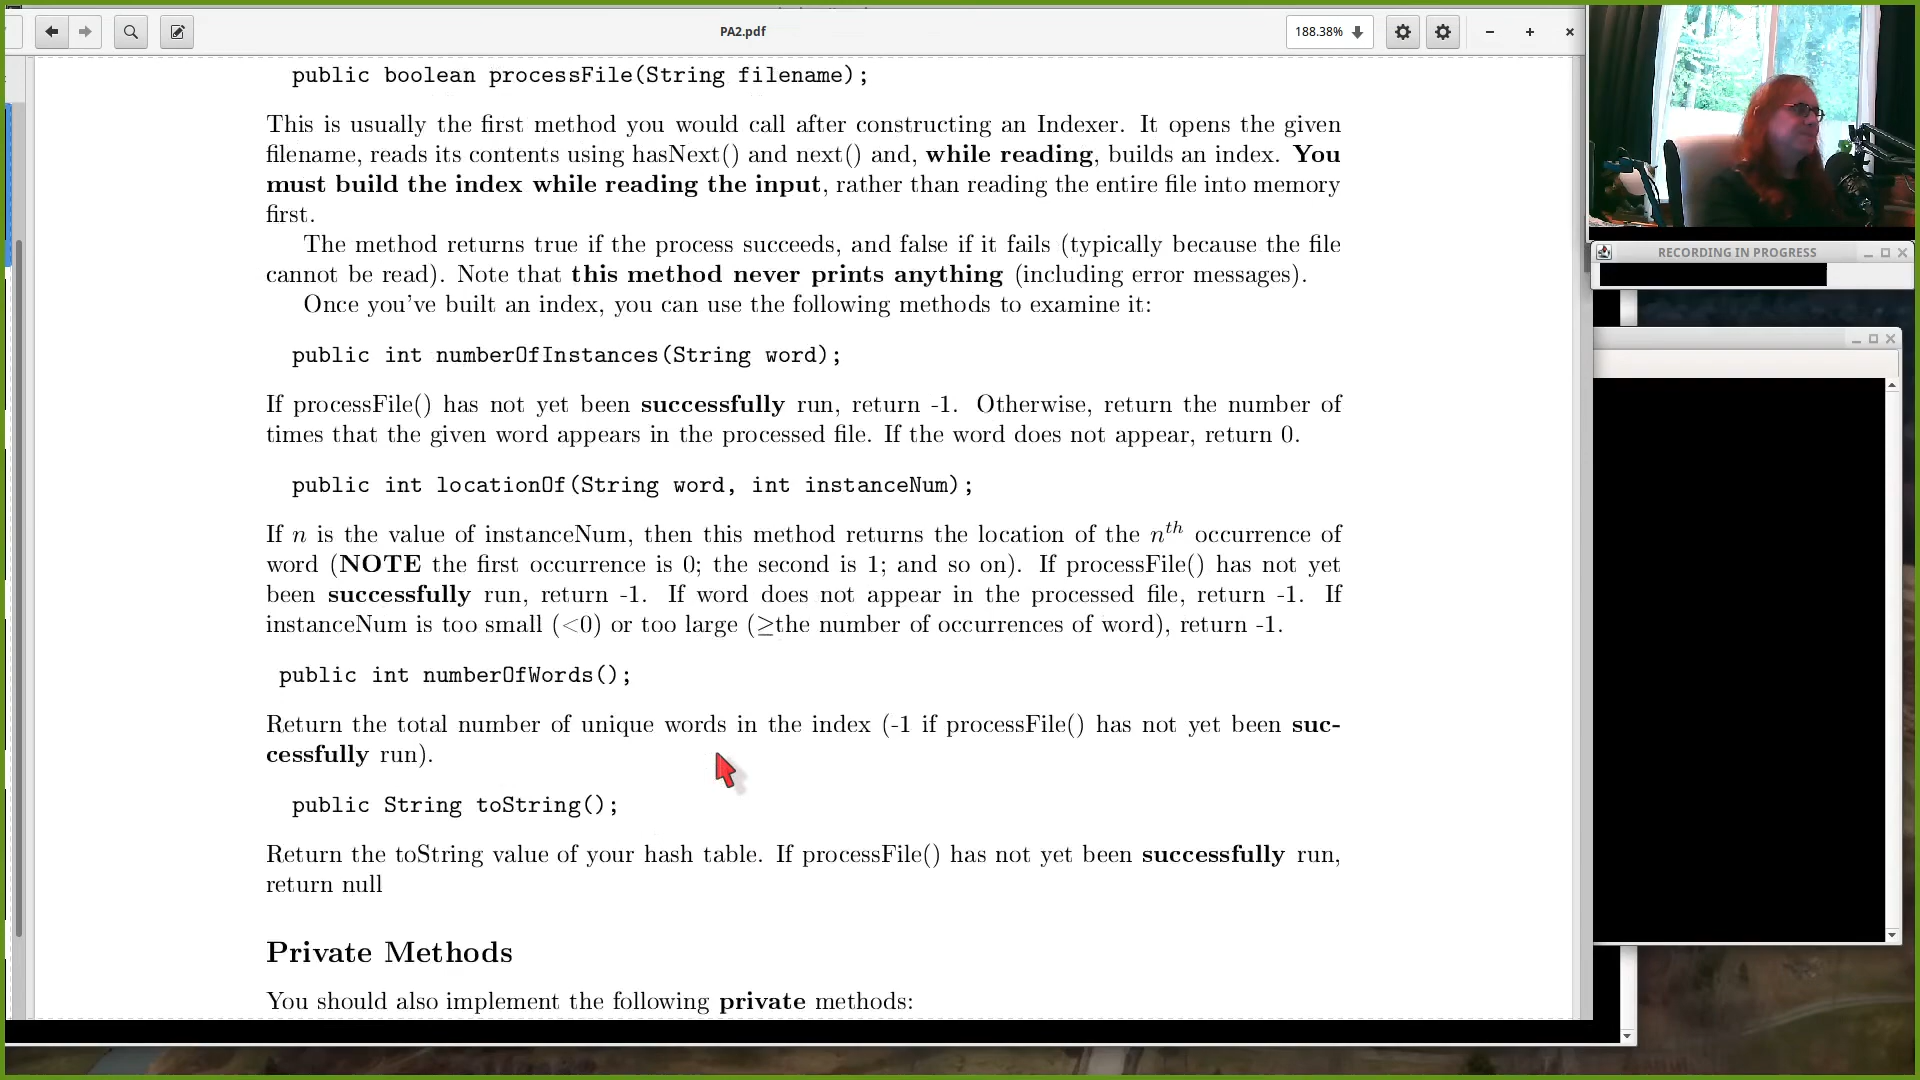 PA2.pdf
188.38%
public boolean processFile(String filename);
This is usually the first method you would call after constructing an Indexer. It opens the given
filename, reads its contents using hasNext() and next() and, while reading, builds an index. You
must build the index while reading the input, rather than reading the entire file into memory
first.
The method returns true if the process succeeds, and false if it fails (typically because the file
cannot be read). Note that this method never prints anything (including error messages).
Once you've built an index, you can use the following methods to examine it:
public int numberOfInstances(String word);
If processFile() has not yet been successfully run, return -1. Otherwise, return the number of
times that the given word appears in the processed file. If the word does not appear, return 0.
public int locationOf(String word, int instanceNum);
If n is the value of instanceNum, then this method returns the location of the nth occurrence of
word (NOTE the first occurrence is 0; the second is 1; and so on). If processFile() has not yet
been successfully run, return -1. If word does not appear in the processed file, return -1. If
instanceNum is too small (<0) or too large (≥the number of occurrences of word), return -1.
public int numberOfWords();
Return the total number of unique words in the index (-1 if processFile() has not yet been suc-
cessfully run).
public String toString();
Return the toString value of your hash table. If processFile() has not yet been successfully run,
return null
Private Methods
You should also implement the following private methods:
RECORDING IN PROGRESS